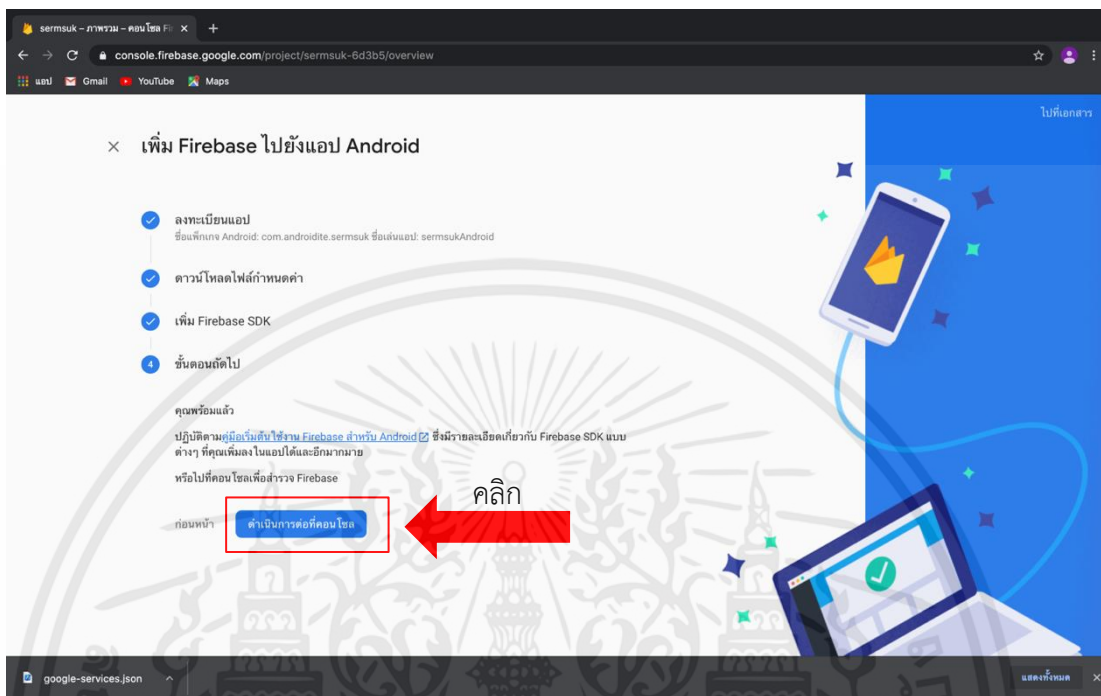 sermsuk – ภาพรวม – คอนโซล Fi
console.firebase.google.com/project/sermsuk-6d3b5/overview
แอป Gmail YouTube Maps
ไปที่เอกสาร
เพิ่ม Firebase ไปยังแอป Android
ลงทะเบียนแอป
ชื่อแพ็กเกจ Android: com.androidite.sermsuk ชื่อเล่นแอป: sermsukAndroid
ดาวน์โหลดไฟล์กำหนดค่า
เพิ่ม Firebase SDK
4 ขั้นตอนถัดไป
คุณพร้อมแล้ว
ปฏิบัติตามคู่มือเริ่มต้นใช้งาน Firebase สำหรับ Android ซึ่งมีรายละเอียดเกี่ยวกับ Firebase SDK แบบ
ต่างๆ ที่คุณเพิ่มลงในแอปได้และอีกมากมาย
หรือไปที่คอนโซลเพื่อสำรวจ Firebase
คลิก
ก่อนหน้า ดำเนินการต่อที่คอนโซล
google-services.json แสดงทั้งหมด